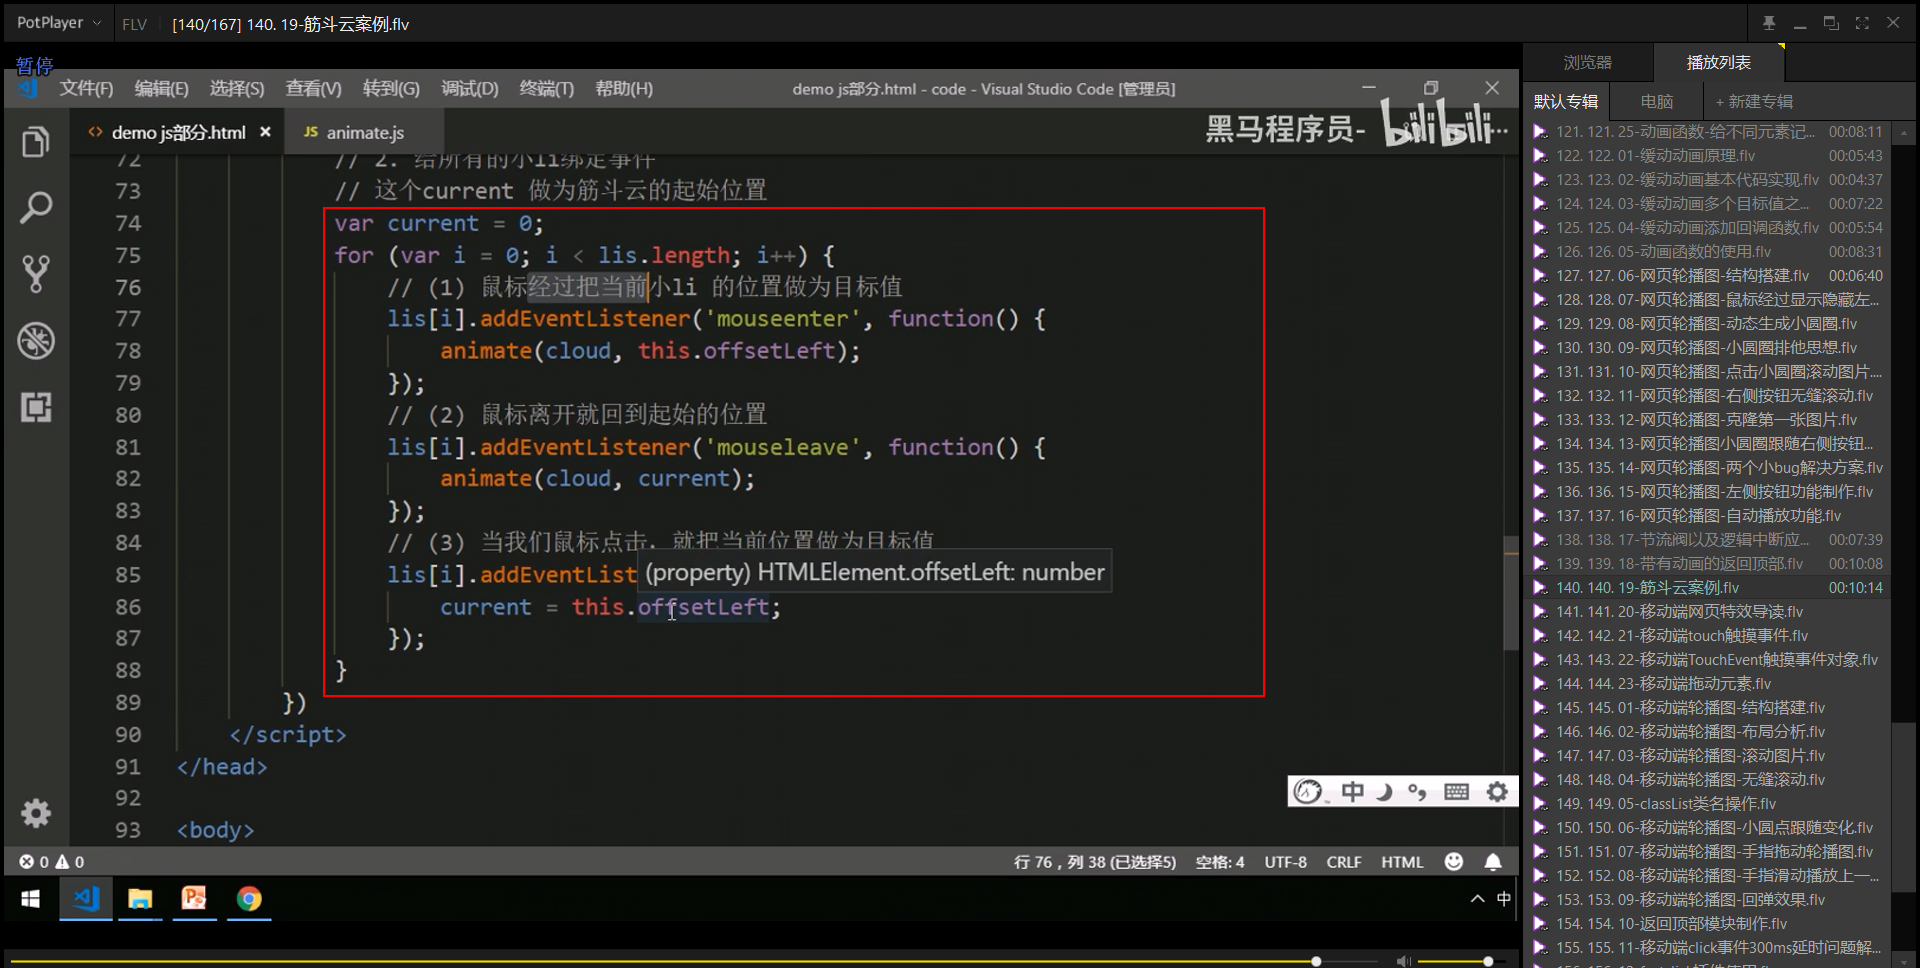 PotPlayer
FLV
[140/167] 140. 19-筋斗云案例.flv
暂停
文件(F) 编辑(E) 选择(S) 查看(V) 转到(G) 调试(D) 终端(T) 帮助(H)
demo js部分.html - code - Visual Studio Code [管理员]
<> demo js部分.html ×
JS animate.js
黑马程序员- bilibili
72 // 2. 给所有的小li绑定事件
73 // 这个current 做为筋斗云的起始位置
74 var current = 0;
75 for (var i = 0; i < lis.length; i++) {
76 // (1) 鼠标经过把当前小li 的位置做为目标值
77 lis[i].addEventListener('mouseenter', function() {
78 animate(cloud, this.offsetLeft);
79 });
80 // (2) 鼠标离开就回到起始的位置
81 lis[i].addEventListener('mouseleave', function() {
82 animate(cloud, current);
83 });
84 // (3) 当我们鼠标点击，就把当前位置做为目标值
85 lis[i].addEventList
(property) HTMLElement.offsetLeft: number
86 current = this.offsetLeft;
87 });
88 }
89 })
90 </script>
91 </head>
92
93 <body>
中
0 0
行 76，列 38 (已选择5) 空格: 4 UTF-8 CRLF HTML
中
浏览器 播放列表
默认专辑 电脑 + 新建专辑
121. 121. 25-动画函数-给不同元素记... 00:08:11
122. 122. 01-缓动动画原理.flv 00:05:43
123. 123. 02-缓动动画基本代码实现.flv 00:04:37
124. 124. 03-缓动动画多个目标值之... 00:07:22
125. 125. 04-缓动动画添加回调函数.flv 00:05:54
126. 126. 05-动画函数的使用.flv 00:08:31
127. 127. 06-网页轮播图-结构搭建.flv 00:06:40
128. 128. 07-网页轮播图-鼠标经过显示隐藏左...
129. 129. 08-网页轮播图-动态生成小圆圈.flv
130. 130. 09-网页轮播图-小圆圈排他思想.flv
131. 131. 10-网页轮播图-点击小圆圈滚动图片....
132. 132. 11-网页轮播图-右侧按钮无缝滚动.flv
133. 133. 12-网页轮播图-克隆第一张图片.flv
134. 134. 13-网页轮播图小圆圈跟随右侧按钮...
135. 135. 14-网页轮播图-两个小bug解决方案.flv
136. 136. 15-网页轮播图-左侧按钮功能制作.flv
137. 137. 16-网页轮播图-自动播放功能.flv
138. 138. 17-节流阀以及逻辑中断应... 00:07:39
139. 139. 18-带有动画的返回顶部.flv 00:10:08
140. 140. 19-筋斗云案例.flv 00:10:14
141. 141. 20-移动端网页特效导读.flv
142. 142. 21-移动端touch触摸事件.flv
143. 143. 22-移动端TouchEvent触摸事件对象.flv
144. 144. 23-移动端拖动元素.flv
145. 145. 01-移动端轮播图-结构搭建.flv
146. 146. 02-移动端轮播图-布局分析.flv
147. 147. 03-移动端轮播图-滚动图片.flv
148. 148. 04-移动端轮播图-无缝滚动.flv
149. 149. 05-classList类名操作.flv
150. 150. 06-移动端轮播图-小圆点跟随变化.flv
151. 151. 07-移动端轮播图-手指拖动轮播图.flv
152. 152. 08-移动端轮播图-手指滑动播放上一...
153. 153. 09-移动端轮播图-回弹效果.flv
154. 154. 10-返回顶部模块制作.flv
155. 155. 11-移动端click事件300ms延时问题解...